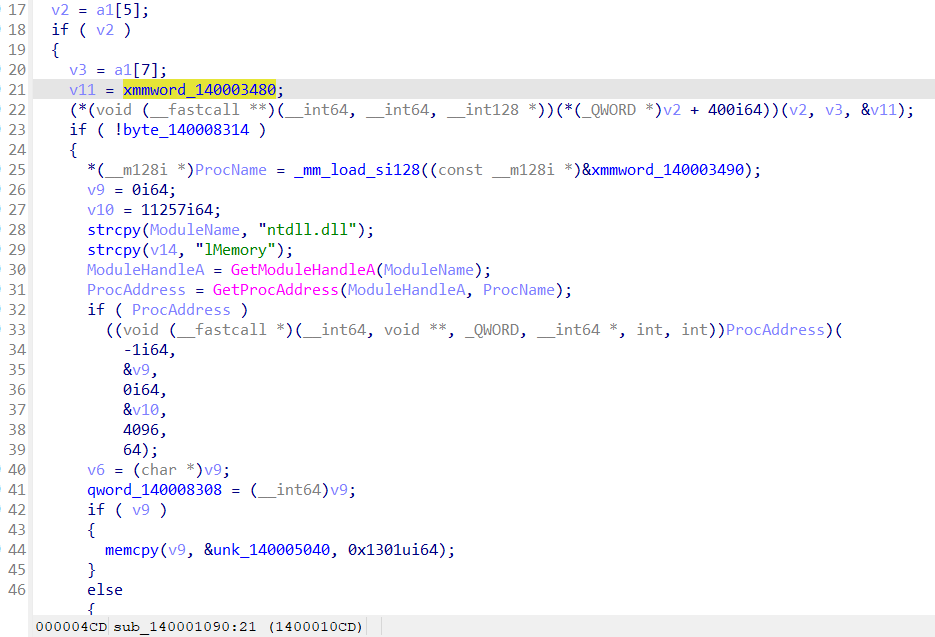 17 v2 = a1[5];
18 if ( v2 )
19 {
20 v3 = a1[7];
21 v11 = xmmword_140003480;
22 (*(void (__fastcall **)(__int64, __int64, __int128 *))(*(_QWORD *)v2 + 400i64))(v2, v3, &v11);
23 if ( !byte_140008314 )
24 {
25 *(__m128i *)ProcName = _mm_load_si128((const __m128i *)&xmmword_140003490);
26 v9 = 0i64;
27 v10 = 11257i64;
28 strcpy(ModuleName, "ntdll.dll");
29 strcpy(v14, "lMemory");
30 ModuleHandleA = GetModuleHandleA(ModuleName);
31 ProcAddress = GetProcAddress(ModuleHandleA, ProcName);
32 if ( ProcAddress )
33 ((void (__fastcall *)(__int64, void **, _QWORD, __int64 *, int, int))ProcAddress)(
34 -1i64,
35 &v9,
36 0i64,
37 &v10,
38 4096,
39 64);
40 v6 = (char *)v9;
41 qword_140008308 = (__int64)v9;
42 if ( v9 )
43 {
44 memcpy(v9, &unk_140005040, 0x1301ui64);
45 }
46 else
{
000004CD sub_140001090:21 (1400010CD)